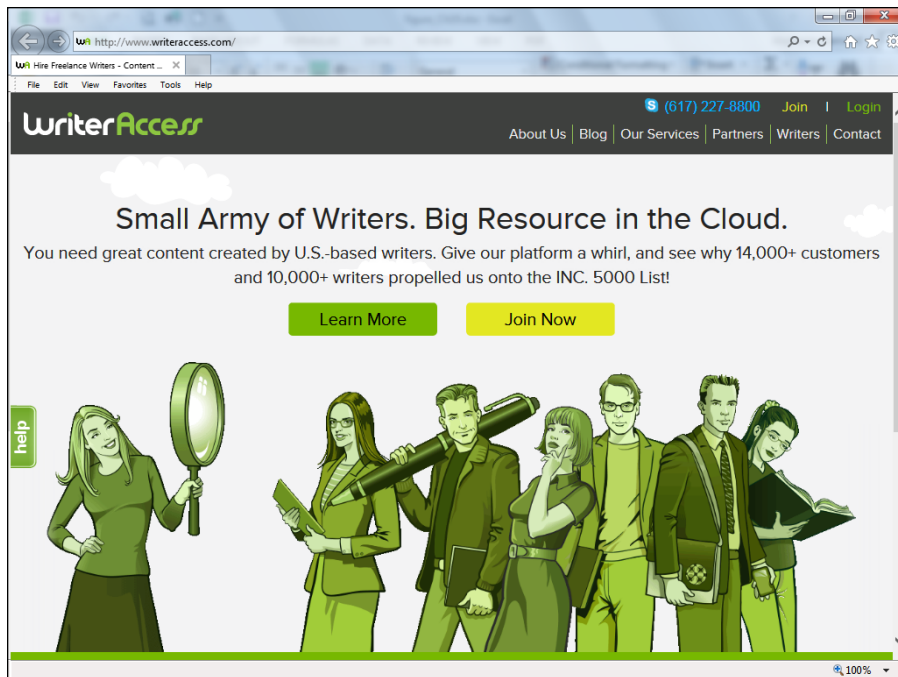 http://www.writeraccess.com/
WA Hire Freelance Writers - Content ...
File Edit View Favorites Tools Help
(617) 227-8800 Join | Login
WriterAccess
About Us | Blog | Our Services | Partners | Writers | Contact
Small Army of Writers. Big Resource in the Cloud.
You need great content created by U.S.-based writers. Give our platform a whirl, and see why 14,000+ customers
and 10,000+ writers propelled us onto the INC. 5000 List!
Learn More Join Now
help
100%